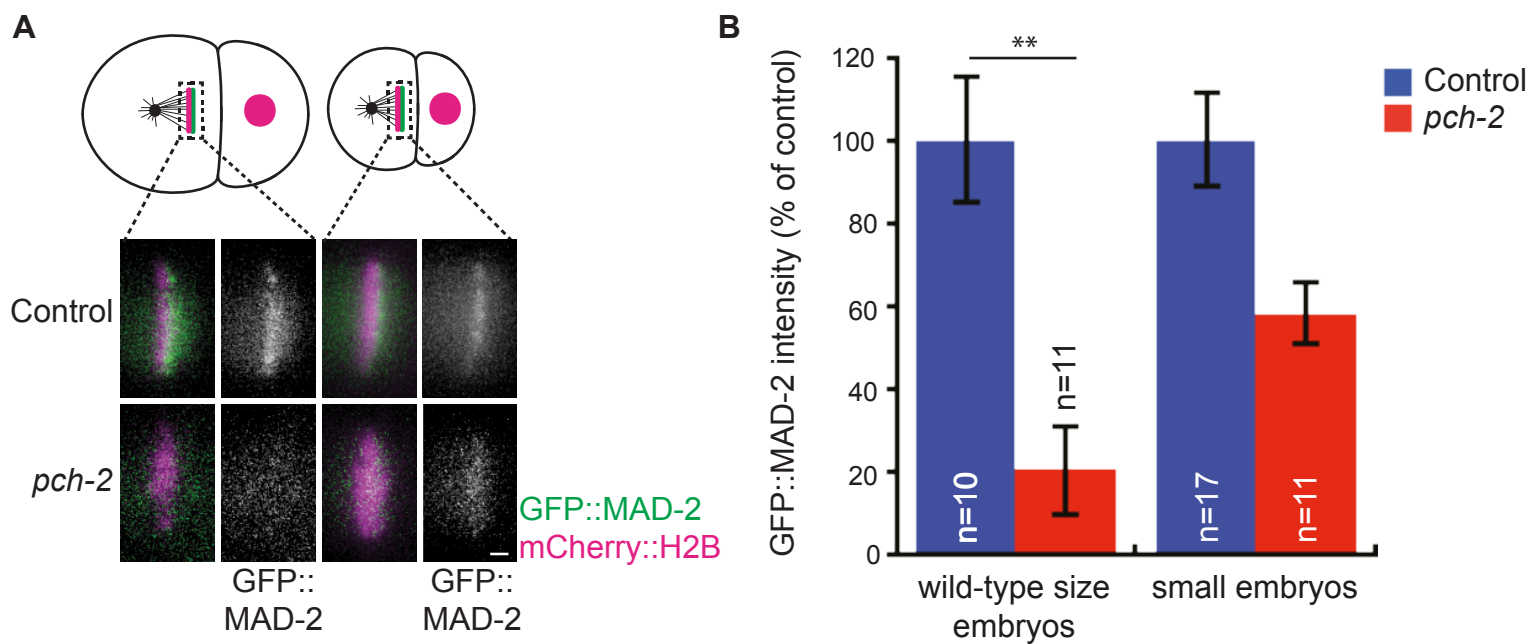 A
Control
pch-2
GFP::MAD-2
mCherry::H2B
GFP::
MAD-2
GFP::
MAD-2
B
GFP::MAD-2 intensity (% of control)
120
100
80
60
40
20
0
**
n=10
n=11
n=17
n=11
wild-type size
embryos
small embryos
Control
pch-2